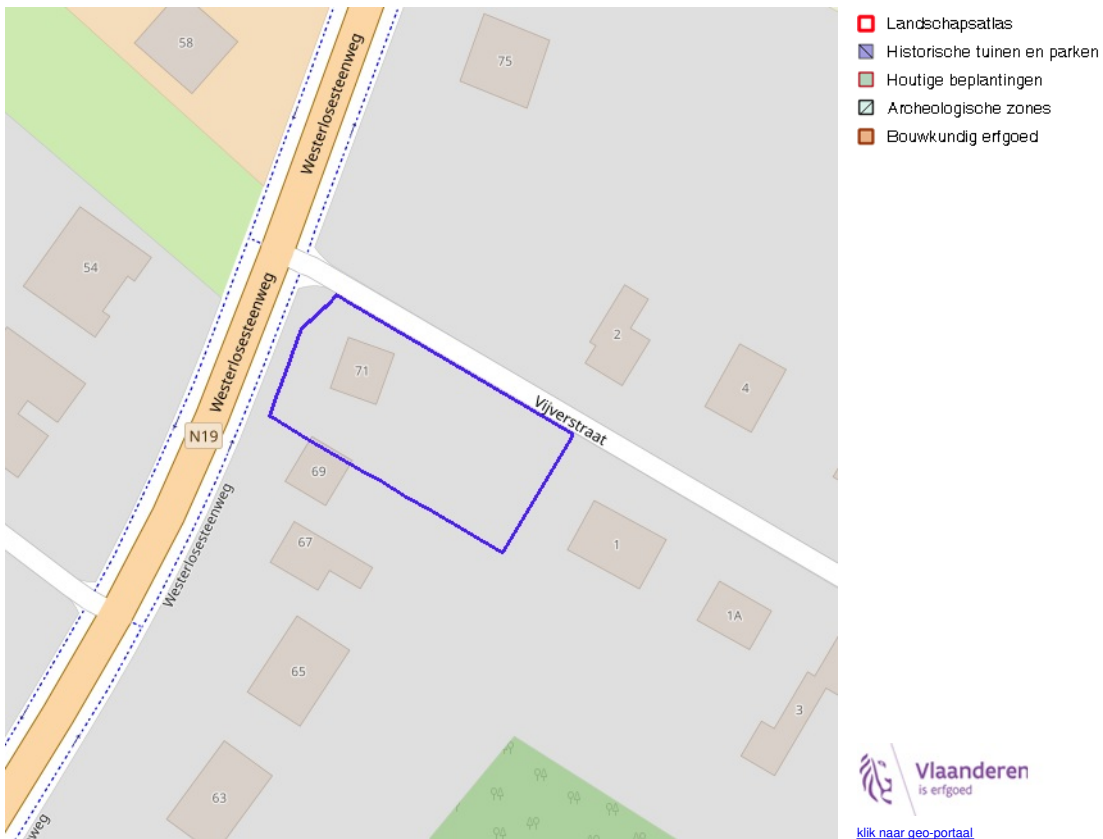 Landschapsatlas
Historische tuinen en parken
Houtige beplantingen
Archeologische zones
Bouwkundig erfgoed
58
75
Westerlosesteenweg
54
Westerlosesteenweg
71
2
4
Vijverstraat
N19
69
67
1
Westerlosesteenweg
1A
65
3
63
weg
Vlaanderen
is erfgoed
klik naar geo-portaal